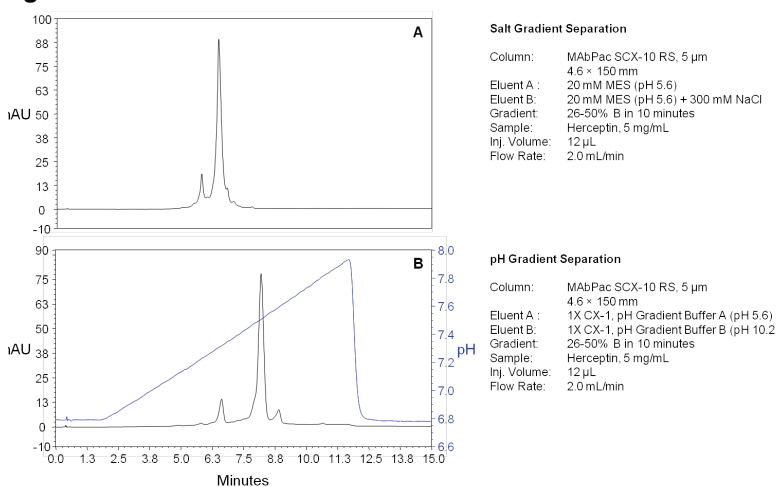 100
A
88
75
63
AU
50
38
25
13
0
-10
Salt Gradient Separation
Column: MAbPac SCX-10 RS, 5 µm
4.6 × 150 mm
Eluent A : 20 mM MES (pH 5.6)
Eluent B: 20 mM MES (pH 5.6) + 300 mM NaCl
Gradient: 26-50% B in 10 minutes
Sample: Herceptin, 5 mg/mL
Inj. Volume: 12 µL
Flow Rate: 2.0 mL/min
90
B
8.0
75
7.8
63
7.6
AU
50
7.4
38
pH
7.2
25
7.0
13
6.8
0
-10
6.6
0.0 1.3 2.5 3.8 5.0 6.3 7.5 8.8 10.0 11.3 12.5 13.8 15.0
Minutes
pH Gradient Separation
Column: MAbPac SCX-10 RS, 5 µm
4.6 × 150 mm
Eluent A : 1X CX-1, pH Gradient Buffer A (pH 5.6)
Eluent B: 1X CX-1, pH Gradient Buffer B (pH 10.2
Gradient: 26-50% B in 10 minutes
Sample: Herceptin, 5 mg/mL
Inj. Volume: 12 µL
Flow Rate: 2.0 mL/min